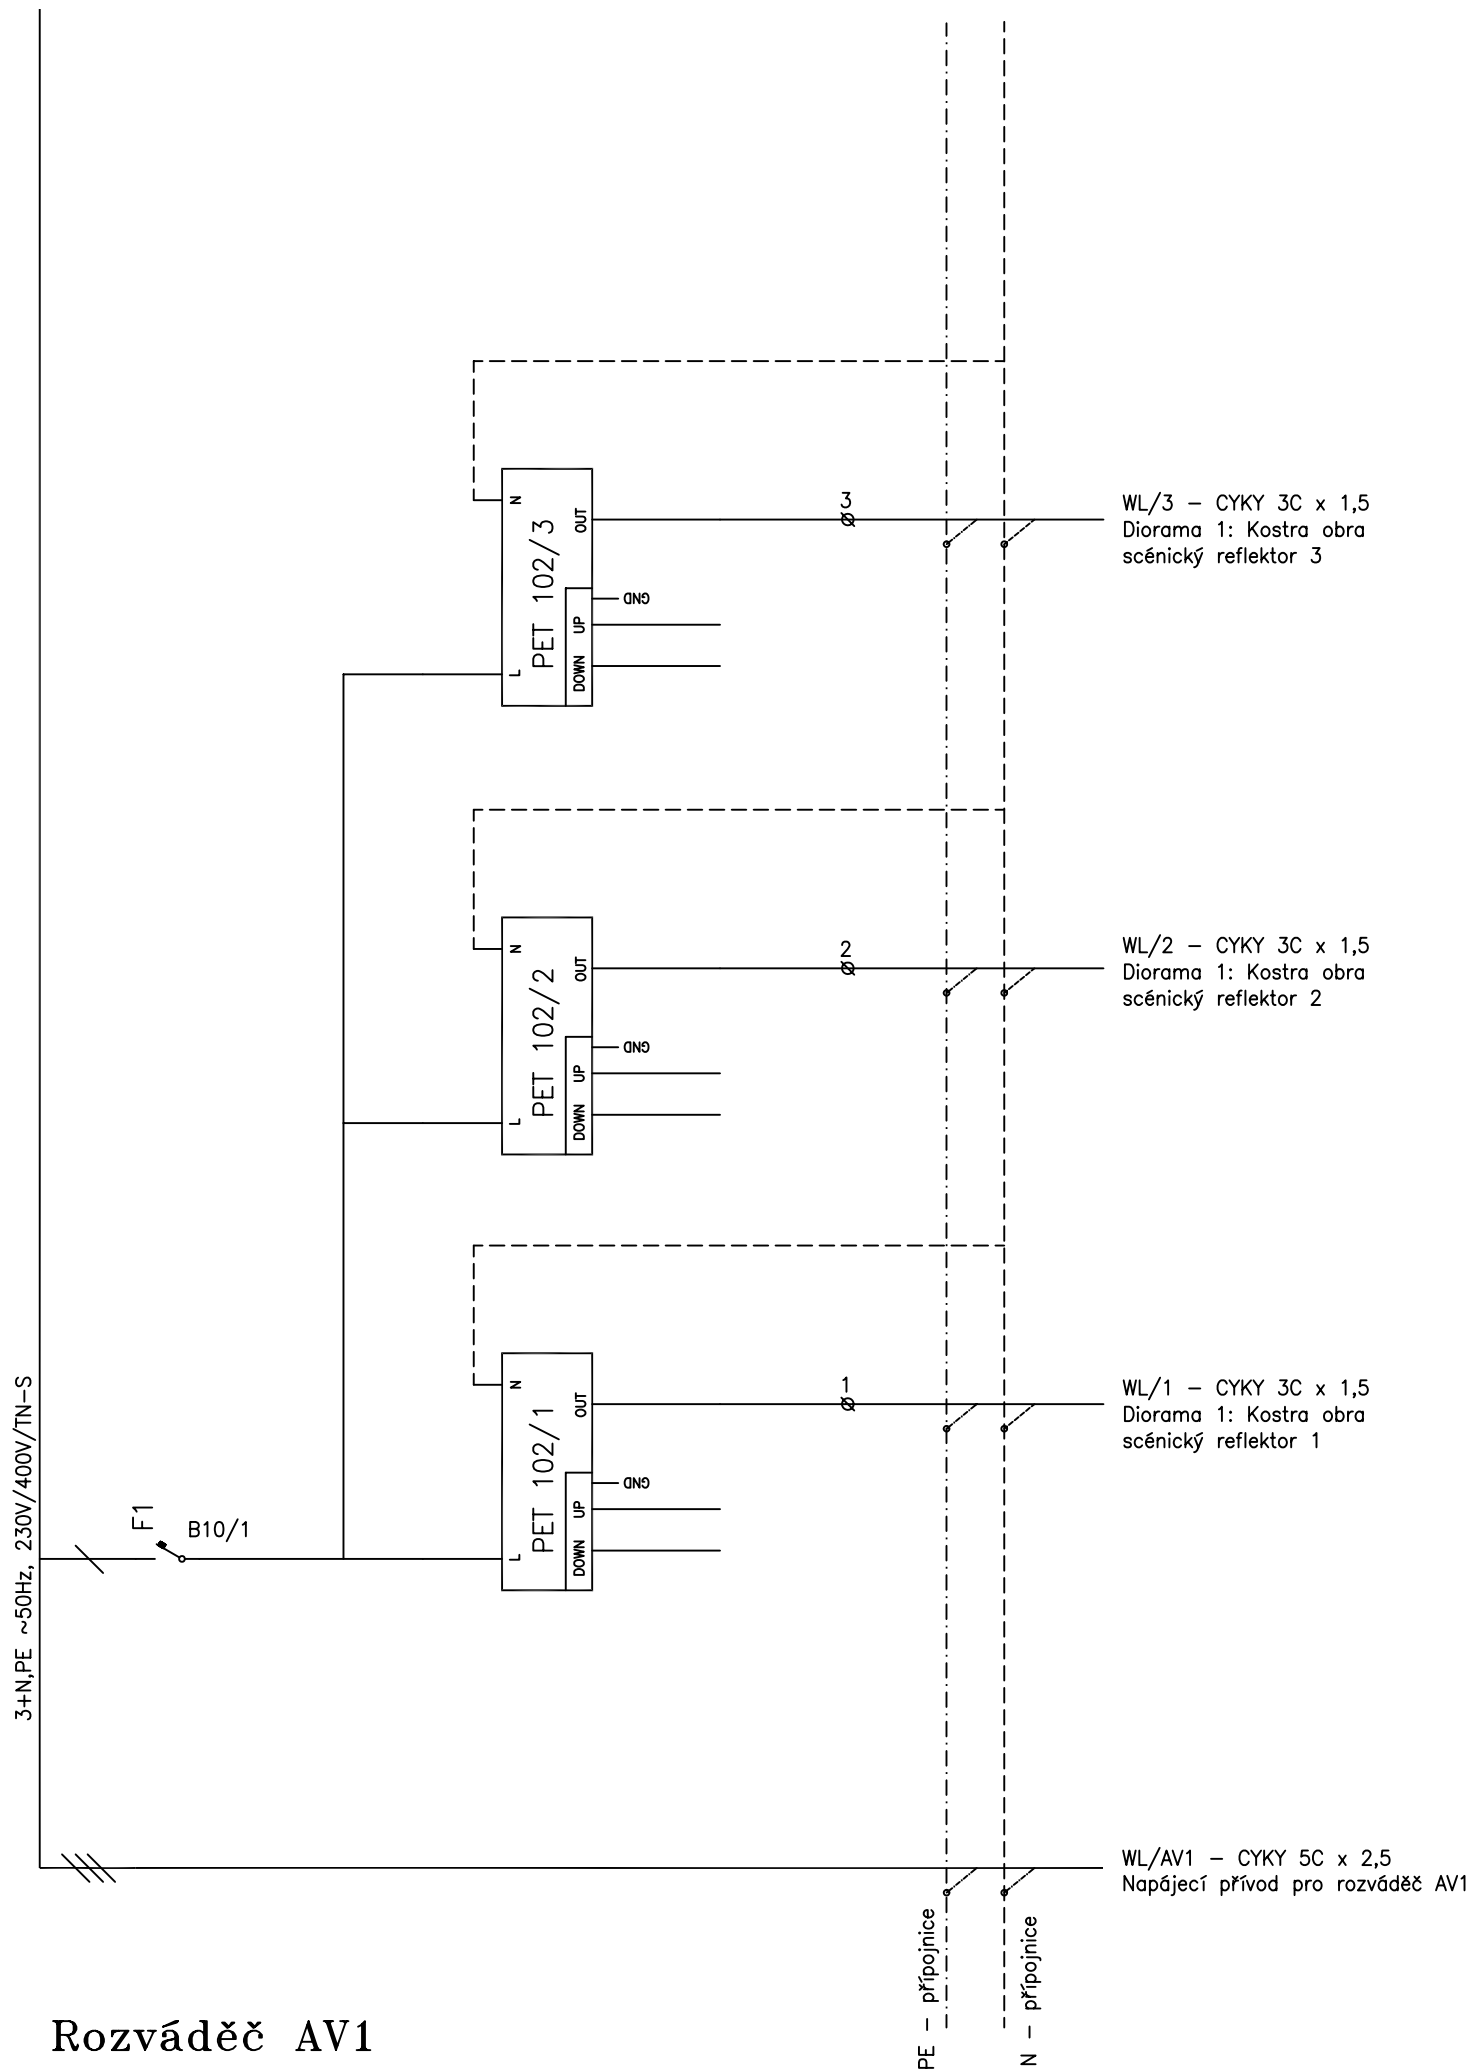 N
OUT
PET 102/3
GND
UP
DOWN
L
3
WL/3 – CYKY 3C x 1,5
Diorama 1: Kostra obra
scénický reflektor 3
N
OUT
PET 102/2
GND
UP
DOWN
L
2
WL/2 – CYKY 3C x 1,5
Diorama 1: Kostra obra
scénický reflektor 2
3+N,PE ~50Hz, 230V/400V/TN-S
F1
B10/1
N
OUT
PET 102/1
GND
UP
DOWN
L
1
WL/1 – CYKY 3C x 1,5
Diorama 1: Kostra obra
scénický reflektor 1
WL/AV1 – CYKY 5C x 2,5
Napájecí přívod pro rozváděč AV1
PE – přípojnice
N – přípojnice
Rozváděč AV1